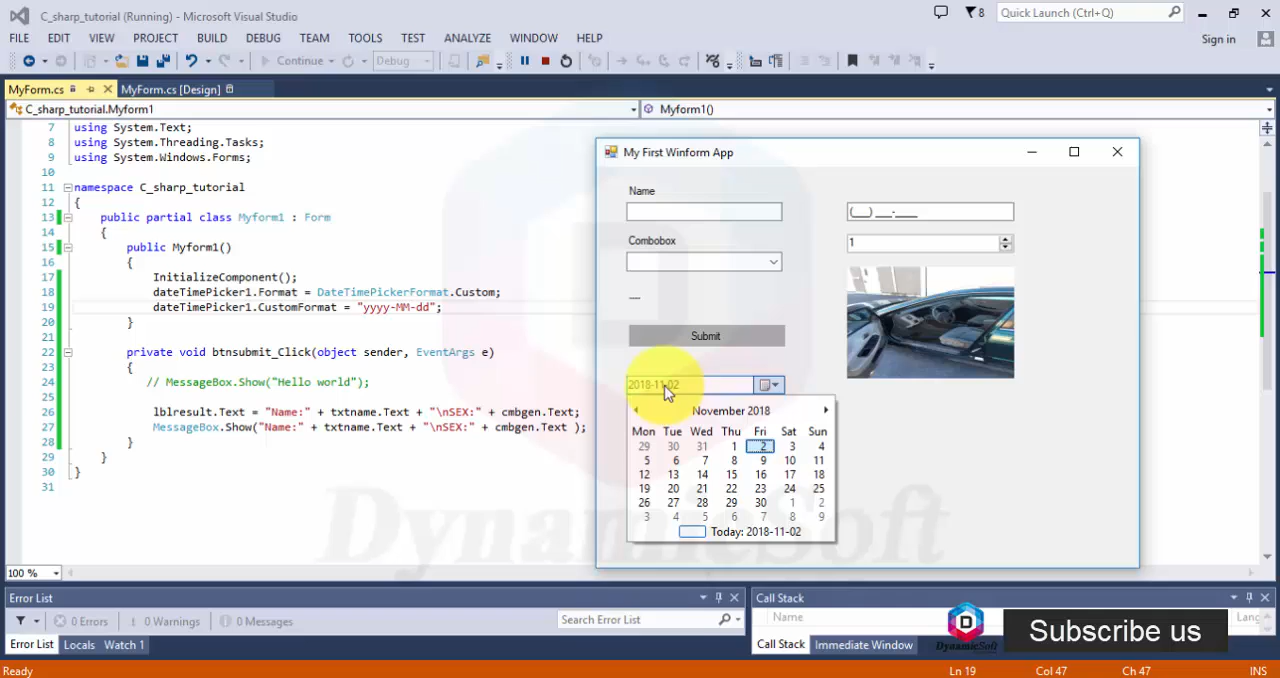 C_sharp_tutorial (Running) - Microsoft Visual Studio
8
Quick Launch (Ctrl+Q)
FILE EDIT VIEW PROJECT BUILD DEBUG TEAM TOOLS TEST ANALYZE WINDOW HELP
Sign in
Continue
Debug
MyForm.cs
MyForm.cs [Design]
C_sharp_tutorial.Myform1
Myform1()
7 using System.Text;
8 using System.Threading.Tasks;
9 using System.Windows.Forms;
10
11 namespace C_sharp_tutorial
12 {
13 public partial class Myform1 : Form
14 {
15 public Myform1()
16 {
17 InitializeComponent();
18 dateTimePicker1.Format = DateTimePickerFormat.Custom;
19 dateTimePicker1.CustomFormat = "yyyy-MM-dd";
20 }
21
22 private void btnsubmit_Click(object sender, EventArgs e)
23 {
24 // MessageBox.Show("Hello world");
25
26 lblresult.Text = "Name:" + txtname.Text + "\nSEX:" + cmbgen.Text;
27 MessageBox.Show("Name:" + txtname.Text + "\nSEX:" + cmbgen.Text );
28 }
29 }
30 }
31
My First Winform App
Name
(___) ___-____
Combobox
1
---
Submit
2018-11-02
November 2018
Mon Tue Wed Thu Fri Sat Sun
29 30 31 1 2 3 4
5 6 7 8 9 10 11
12 13 14 15 16 17 18
19 20 21 22 23 24 25
26 27 28 29 30 1 2
3 4 5 6 7 8 9
Today: 2018-11-02
DynamicSoft
100 %
Error List
0 Errors
0 Warnings
0 Messages
Search Error List
Error List Locals Watch 1
Call Stack
Name
Lang
Call Stack Immediate Window
D
DynamicSoft
Subscribe us
Ready
Ln 19 Col 47 Ch 47 INS